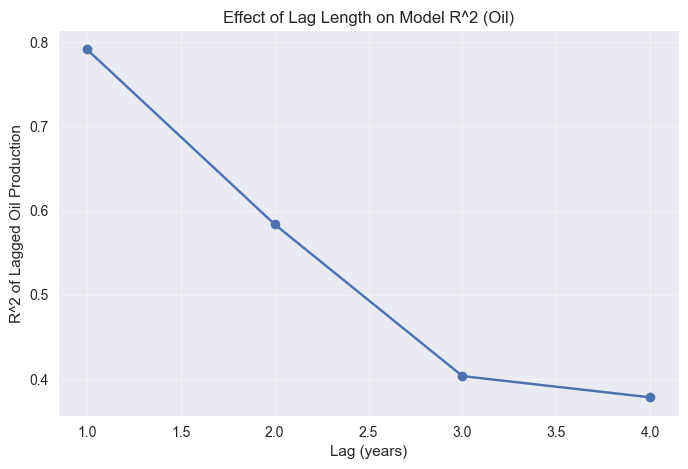 Effect of Lag Length on Model R^2 (Oil)
R^2 of Lagged Oil Production
0.8
0.7
0.6
0.5
0.4
1.0 1.5 2.0 2.5 3.0 3.5 4.0
Lag (years)